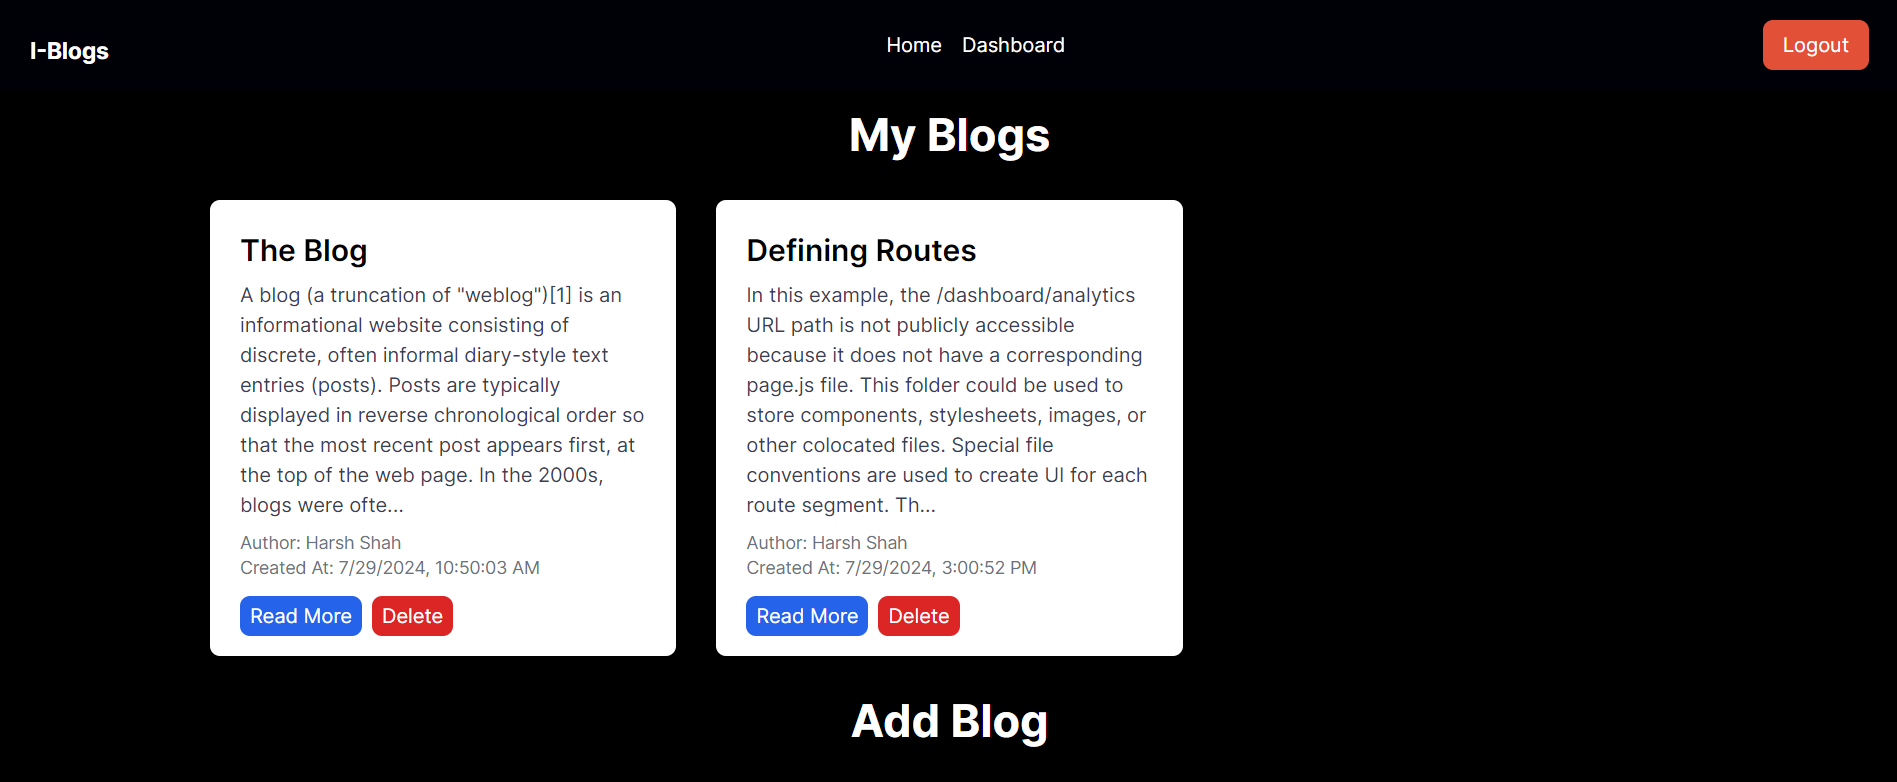 I-Blogs
Home Dashboard
Logout
My Blogs
The Blog
A blog (a truncation of "weblog")[1] is an
informational website consisting of
discrete, often informal diary-style text
entries (posts). Posts are typically
displayed in reverse chronological order so
that the most recent post appears first, at
the top of the web page. In the 2000s,
blogs were ofte...
Author: Harsh Shah
Created At: 7/29/2024, 10:50:03 AM
Read More Delete
Defining Routes
In this example, the /dashboard/analytics
URL path is not publicly accessible
because it does not have a corresponding
page.js file. This folder could be used to
store components, stylesheets, images, or
other colocated files. Special file
conventions are used to create UI for each
route segment. Th...
Author: Harsh Shah
Created At: 7/29/2024, 3:00:52 PM
Read More Delete
Add Blog